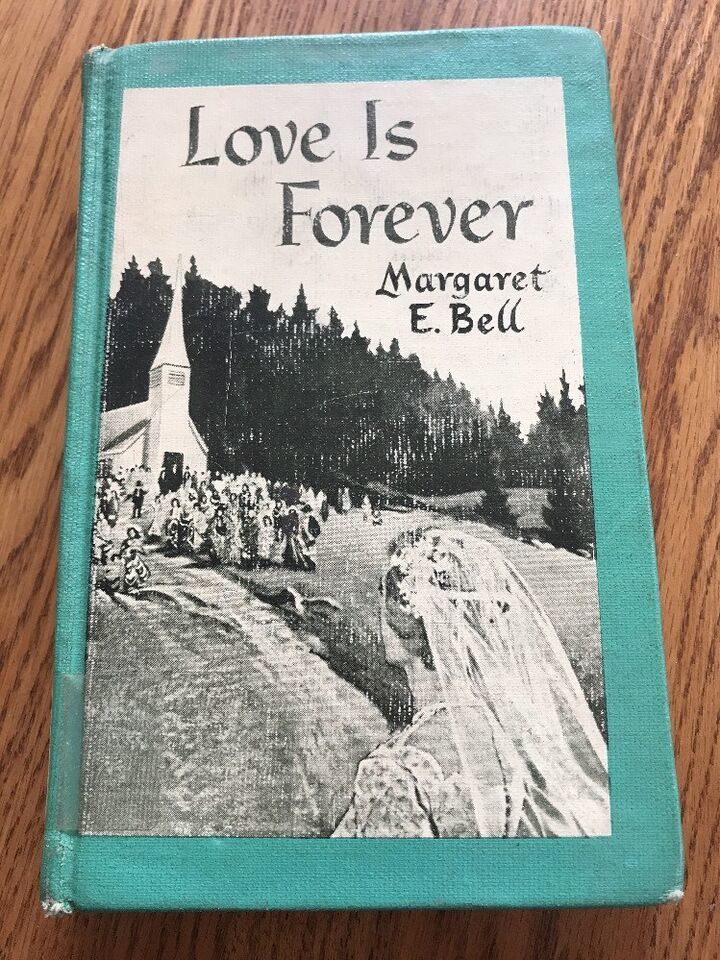 Love Is
Forever
Margaret
E. Bell